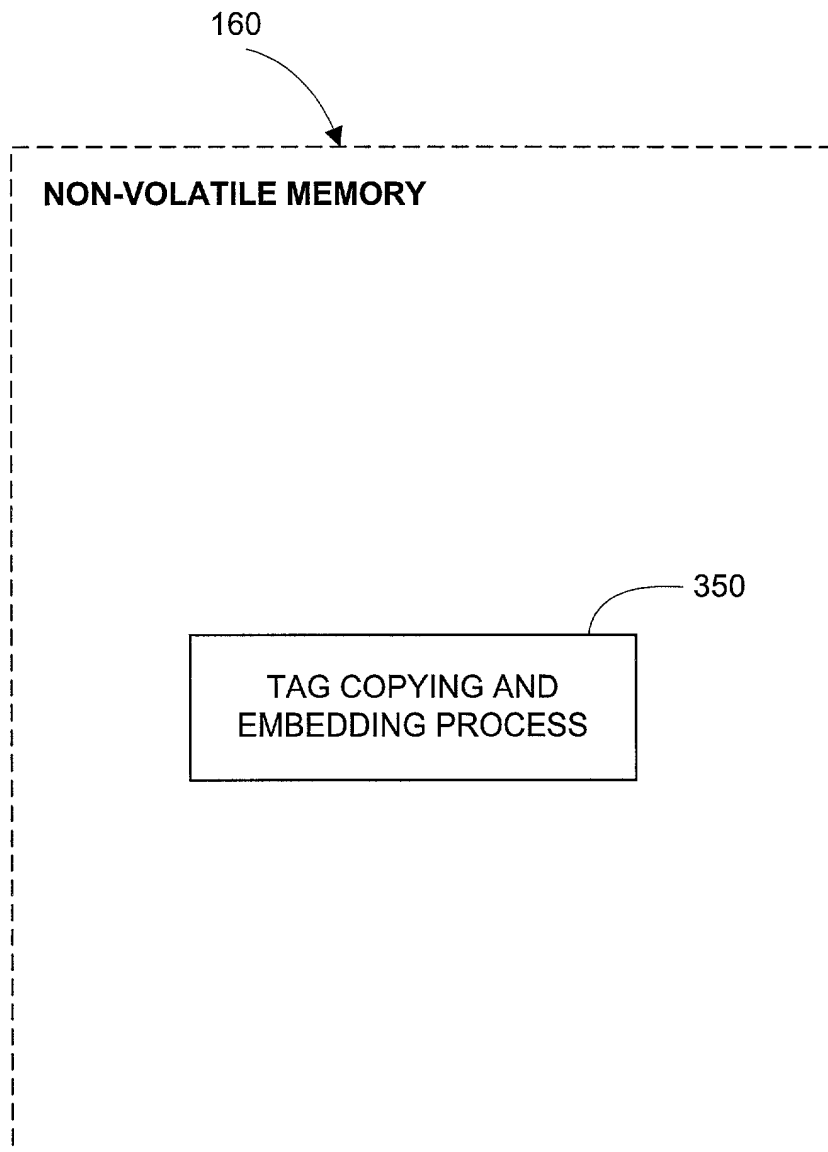 160
NON-VOLATILE MEMORY
350
TAG COPYING AND
EMBEDDING PROCESS